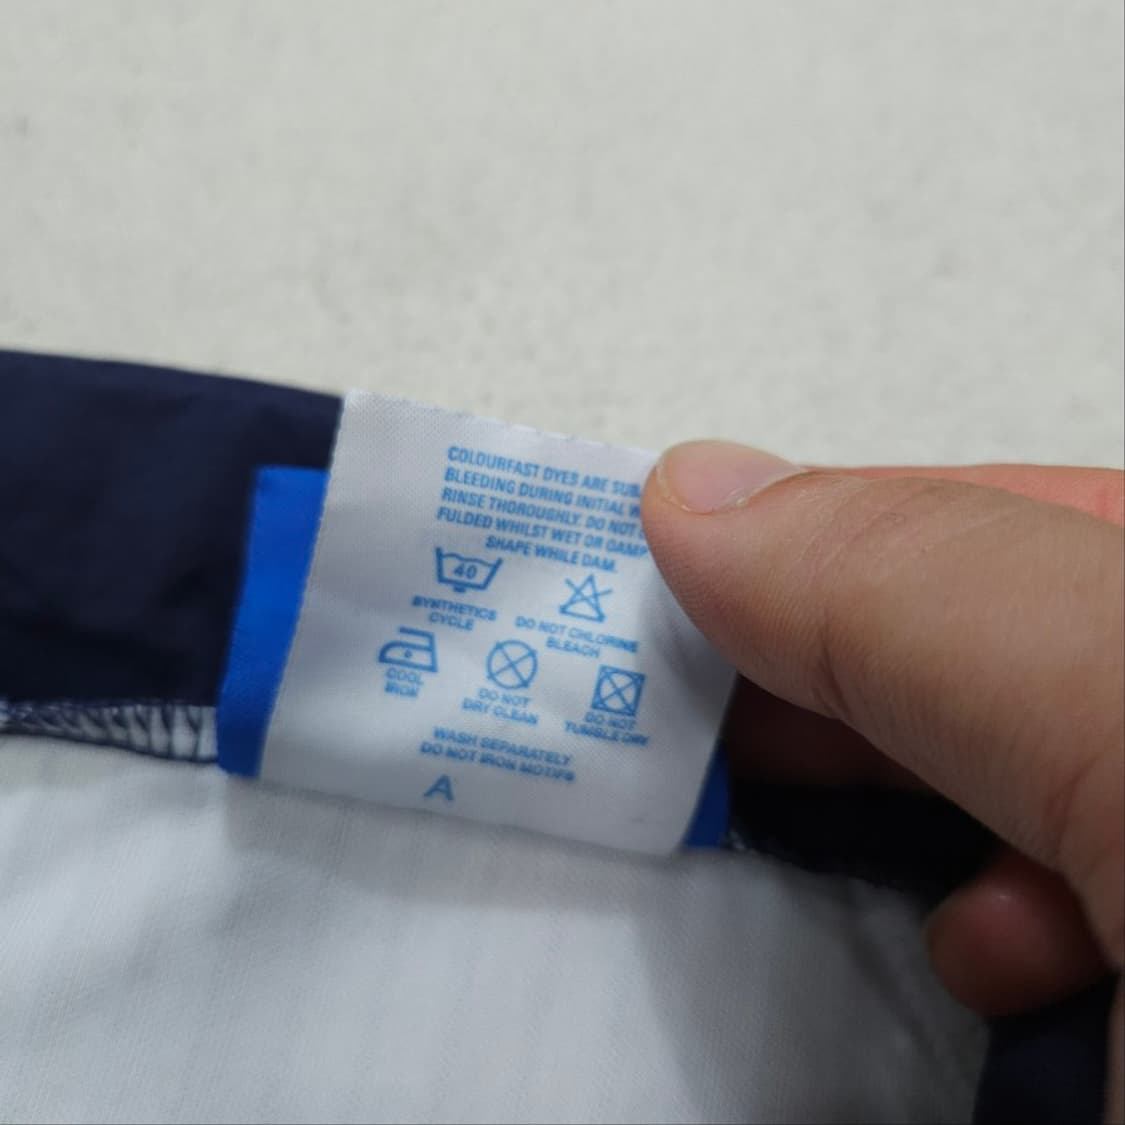 COLOURFAST DYES ARE
BLEEDING DURING INITIAL
RINSE THOROUGHLY. DO NOT
FULDED WHILST WET OR DAMP
SHAPE WHILE DAM.
40
SYNTHETICS
CYCLE
DO NOT CHLORINE
BLEACH
COOL
IRON
DO NOT
DRY CLEAN
DO NOT
TUMBLE DRY
WASH SEPARATELY
DO NOT IRON MOTIFS
A